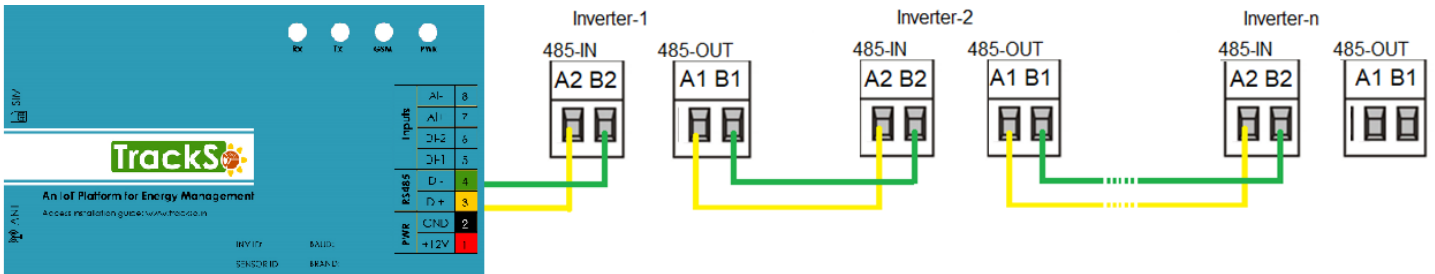 Inverter-1 Inverter-2 Inverter-n
485-IN 485-OUT 485-IN 485-OUT 485-IN 485-OUT
A2 B2 A1 B1 A2 B2 A1 B1 A2 B2 A1 B1
Rx Tx GSM PWR
SIM
ANT
TrackSo
An IoT Platform for Energy Management
Access installation guide: www.trackso.in
INV ID: BAUD:
SENSOR ID BRAND:
Inputs
AI- 8
AI+ 7
DI-2 6
DI-1 5
RS485
D - 4
D + 3
PWR
GND 2
+12V 1